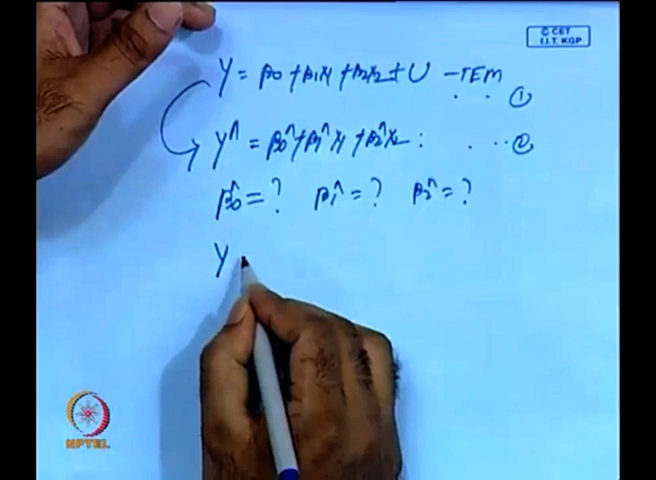 © CET
I.I.T. KGP
Y = β0 + β1x1 + β2x2 + U - TEM . . ①
Y^ = β0^ + β1^ x1 + β2^ x2 : . . . ②
β0^ = ? β1^ = ? β2^ = ?
Y
NPTEL